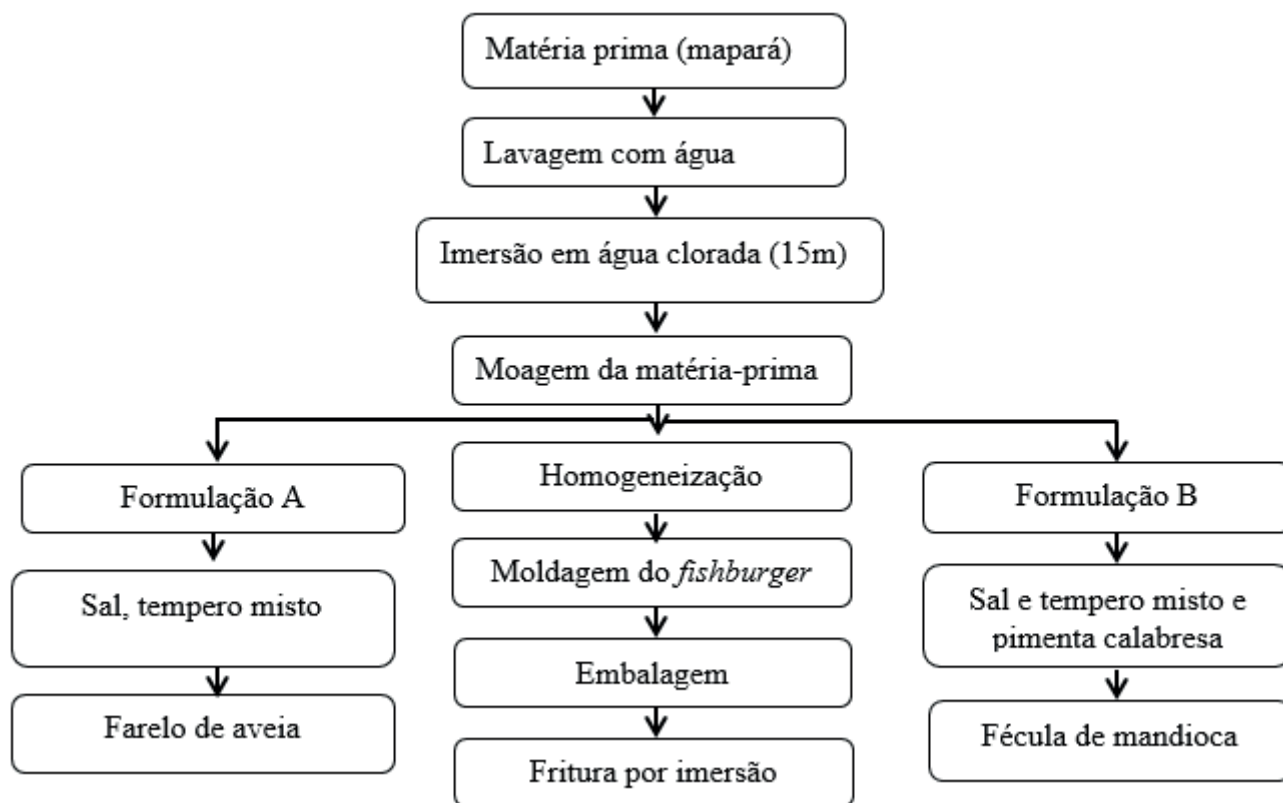 Matéria prima (mapará)
Lavagem com água
Imersão em água clorada (15m)
Moagem da matéria-prima
Formulação A
Sal, tempero misto
Farelo de aveia
Homogeneização
Moldagem do fishburger
Embalagem
Fritura por imersão
Formulação B
Sal e tempero misto e
pimenta calabresa
Fécula de mandioca